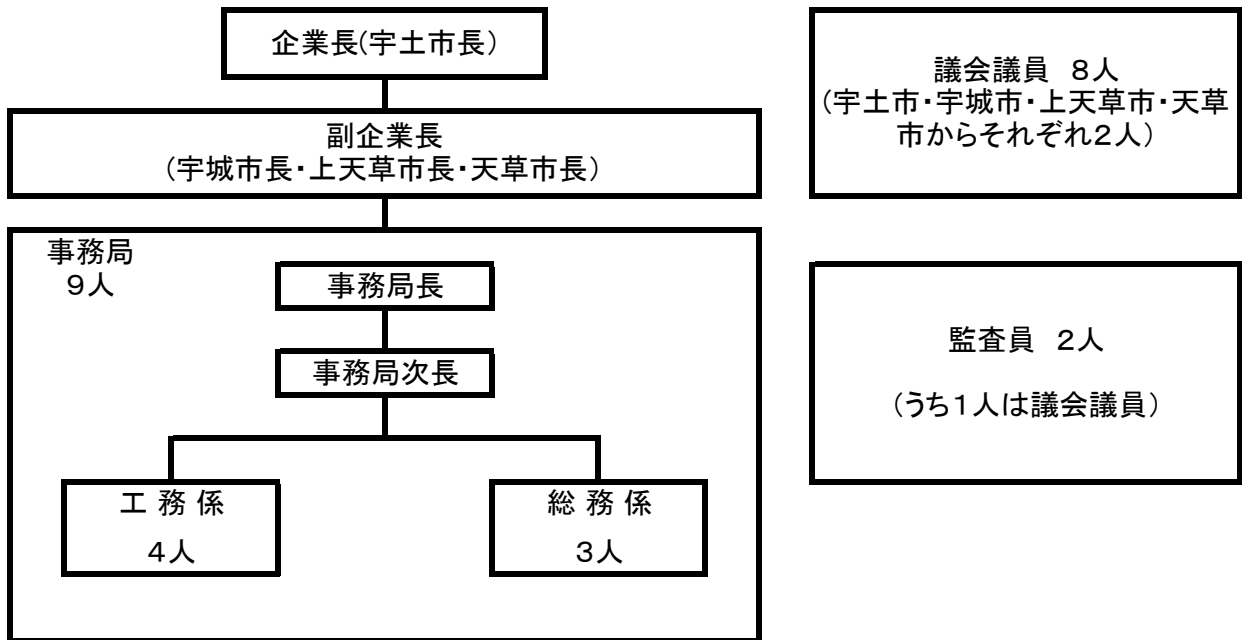 企業長(宇土市長)
副企業長
(宇城市長・上天草市長・天草市長)
事務局
９人
事務局長
事務局次長
工 務 係
４人
総 務 係
３人
議会議員　８人
(宇土市・宇城市・上天草市・天草
市からそれぞれ２人)
監査員　２人
(うち１人は議会議員)